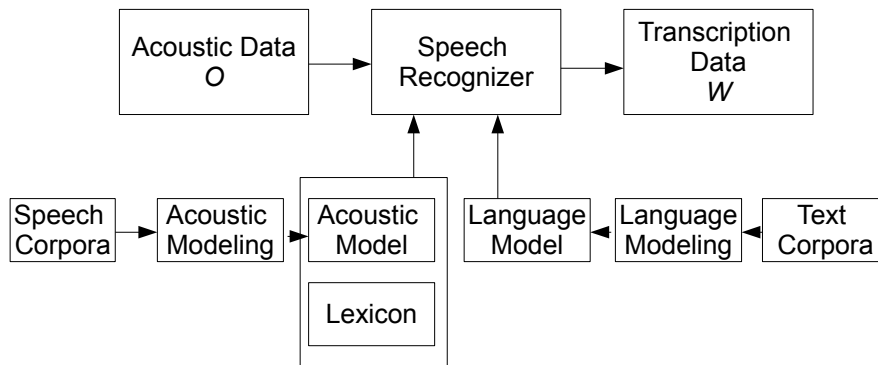 Acoustic Data
O
Speech
Recognizer
Transcription
Data
W
Speech
Corpora
Acoustic
Modeling
Acoustic
Model
Lexicon
Language
Model
Language
Modeling
Text
Corpora